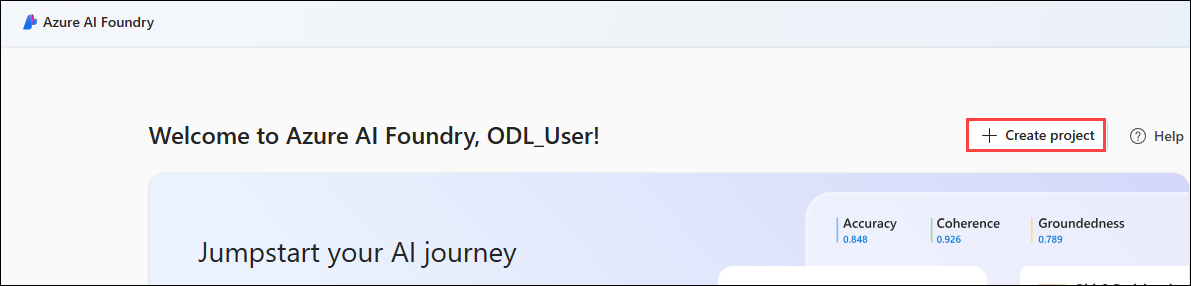 Azure AI Foundry
Welcome to Azure AI Foundry, ODL_User!
Create project
Help
Accuracy
0.848
Coherence
0.926
Groundedness
0.789
Jumpstart your AI journey